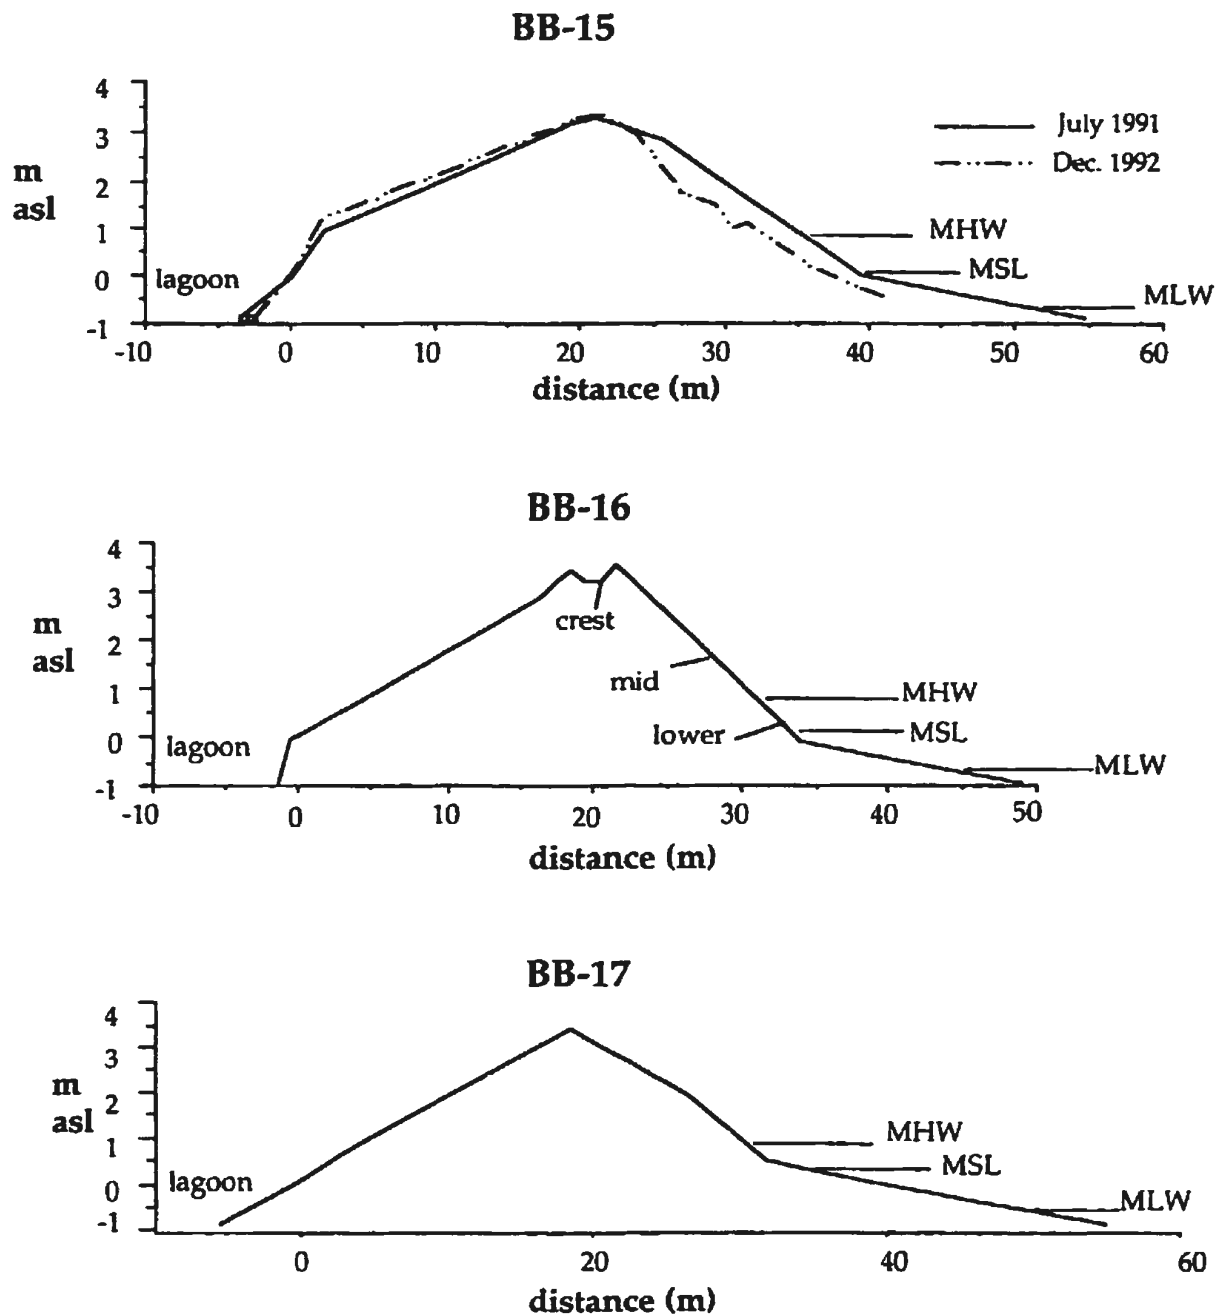 BB-15
4
3
2
1
0
-1
m
asl
July 1991
Dec. 1992
MHW
MSL
MLW
lagoon
-10 0 10 20 30 40 50 60
distance (m)
BB-16
4
3
2
1
0
-1
m
asl
crest
mid
lower
MHW
MSL
MLW
lagoon
-10 0 10 20 30 40 50
distance (m)
BB-17
4
3
2
1
0
-1
m
asl
MHW
MSL
MLW
lagoon
0 20 40 60
distance (m)